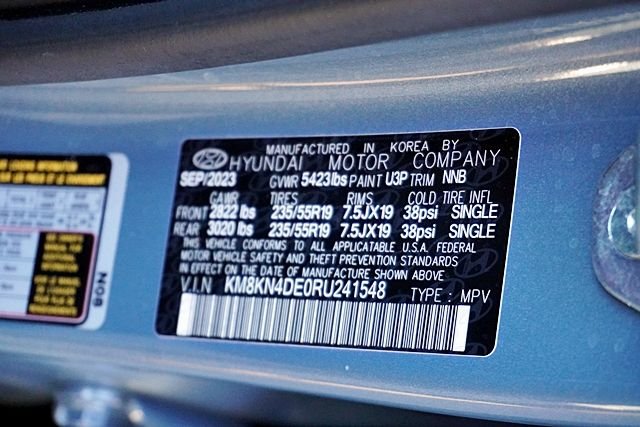 MANUFACTURED IN KOREA BY
HYUNDAI MOTOR COMPANY
SEP/2023 GVWR 5423lbs PAINT U3P TRIM NNB
GAWR TIRES RIMS COLD TIRE INFL
FRONT 2822 lbs 235/55R19 7.5JX19 38psi SINGLE
REAR 3020 lbs 235/55R19 7.5JX19 38psi SINGLE
THIS VEHICLE CONFORMS TO ALL APPLICATABLE U.S.A. FEDERAL
MOTOR VEHICLE SAFETY AND THEFT PREVENTION STANDARDS
IN EFFECT ON THE DATE OF MANUFACTURE SHOWN ABOVE
V.I.N KM8KN4DE0RU241548 TYPE : MPV
NOB